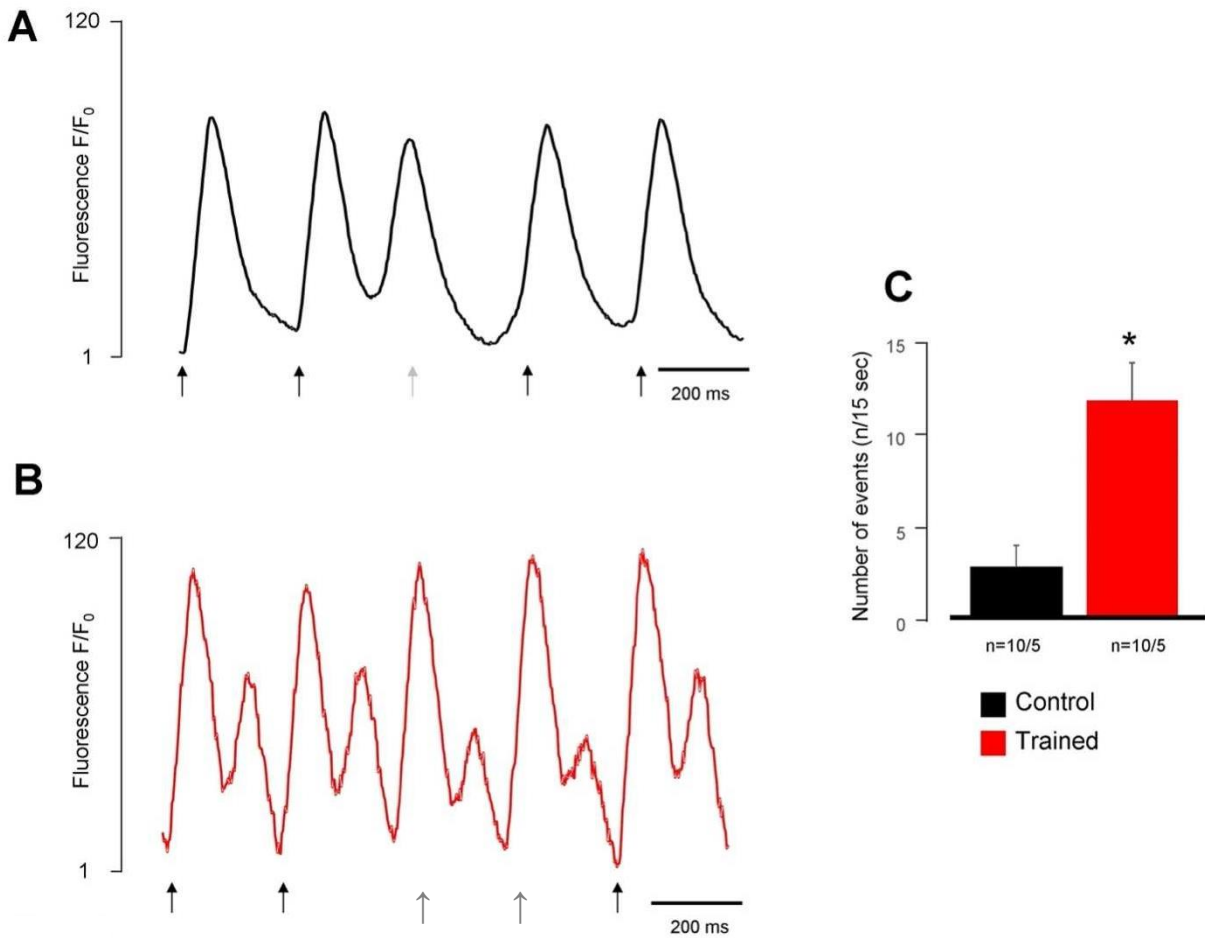 A
120
Fluorescence F/F0
1
200 ms
B
120
Fluorescence F/F0
1
200 ms
C
15
10
5
0
Number of events (n/15 sec)
*
n=10/5
n=10/5
Control
Trained